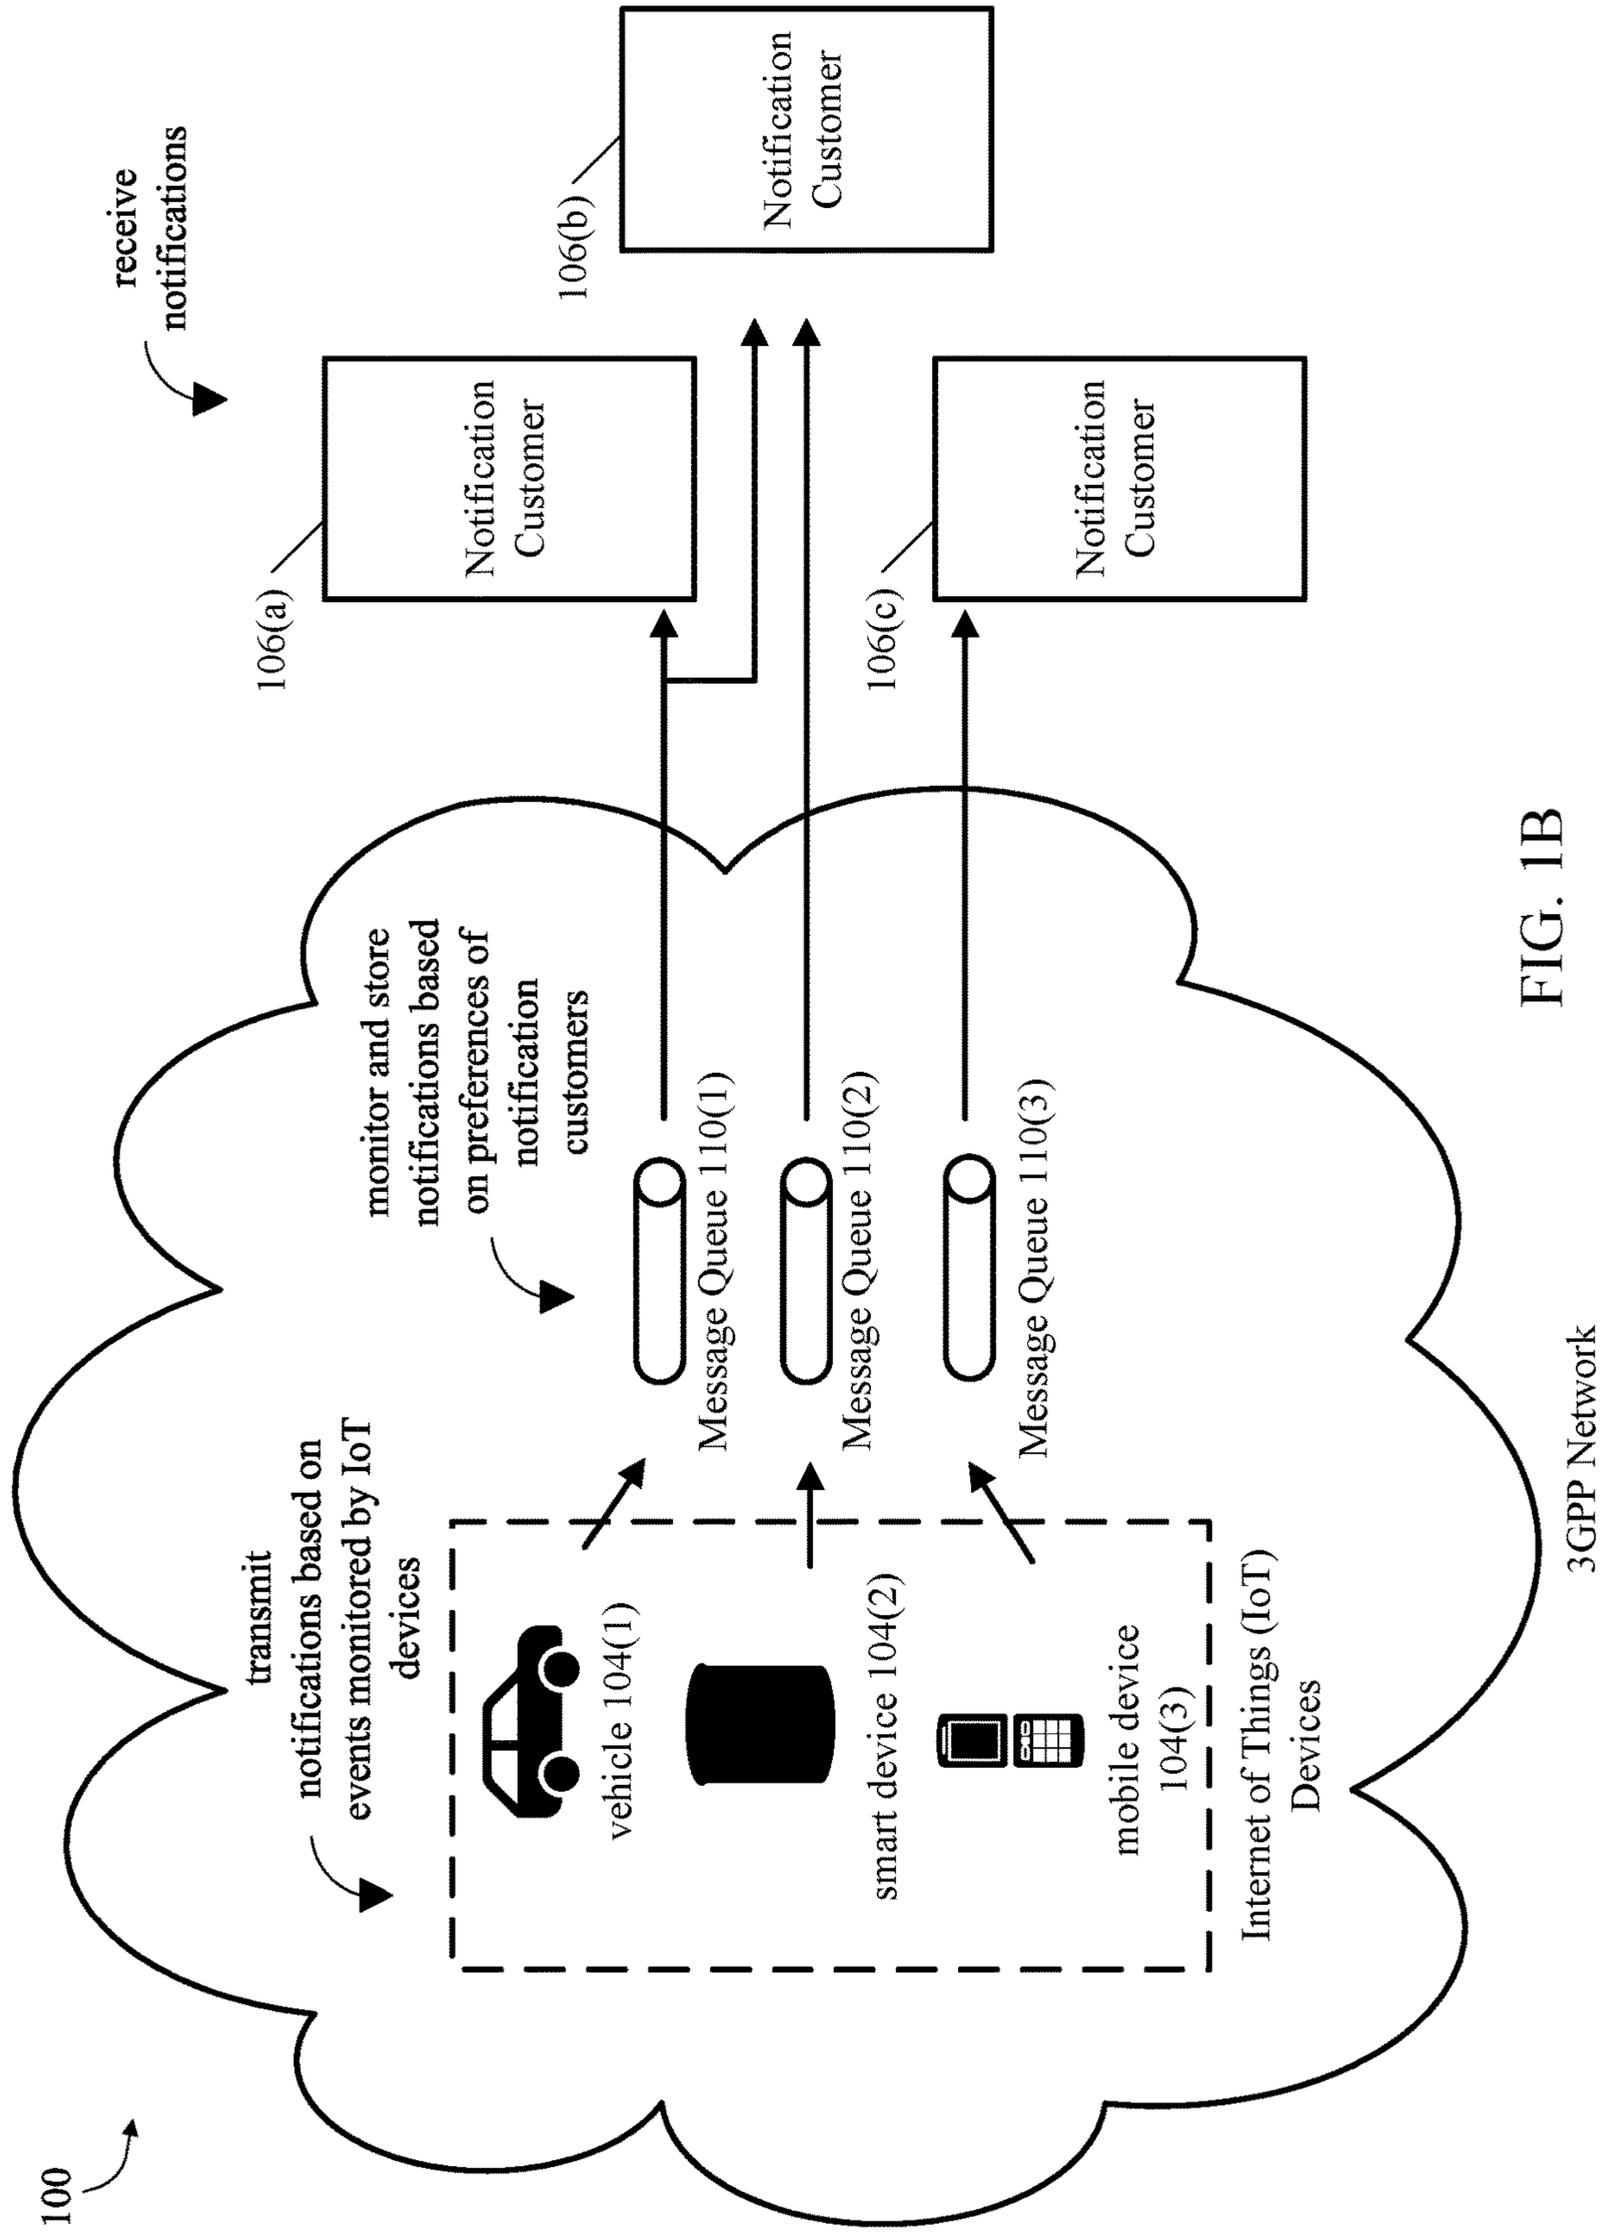 100
transmit
notifications based on
events monitored by IoT
devices
vehicle 104(1)
smart device 104(2)
mobile device
104(3)
Internet of Things (IoT)
Devices
monitor and store
notifications based
on preferences of
notification
customers
Message Queue 110(1)
Message Queue 110(2)
Message Queue 110(3)
3GPP Network
receive
notifications
106(a)
Notification
Customer
106(b)
Notification
Customer
106(c)
Notification
Customer
FIG. 1B